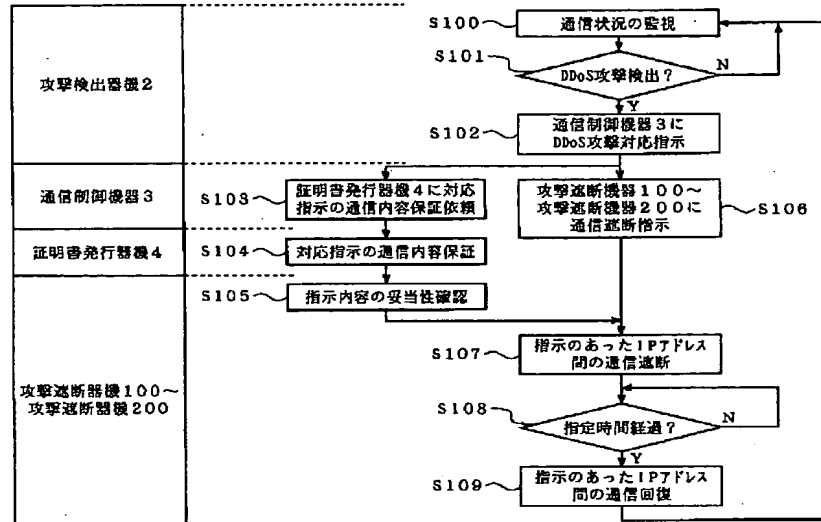 S100
通信状況の監視
S101
DDoS攻撃検出?
N
Y
攻撃検出器機2
S102
通信制御機器3に
DDoS攻撃対応指示
通信制御機器3
S103
証明書発行器機4に対応
指示の通信内容保証依頼
攻撃遮断機器100~
攻撃遮断機器200に
通信遮断指示
S106
証明書発行器機4
S104
対応指示の通信内容保証
S105
指示内容の妥当性確認
S107
指示のあったIPアドレス
間の通信遮断
攻撃遮断器機100~
攻撃遮断器機200
S108
指定時間経過?
N
Y
S109
指示のあったIPアドレス
間の通信回復